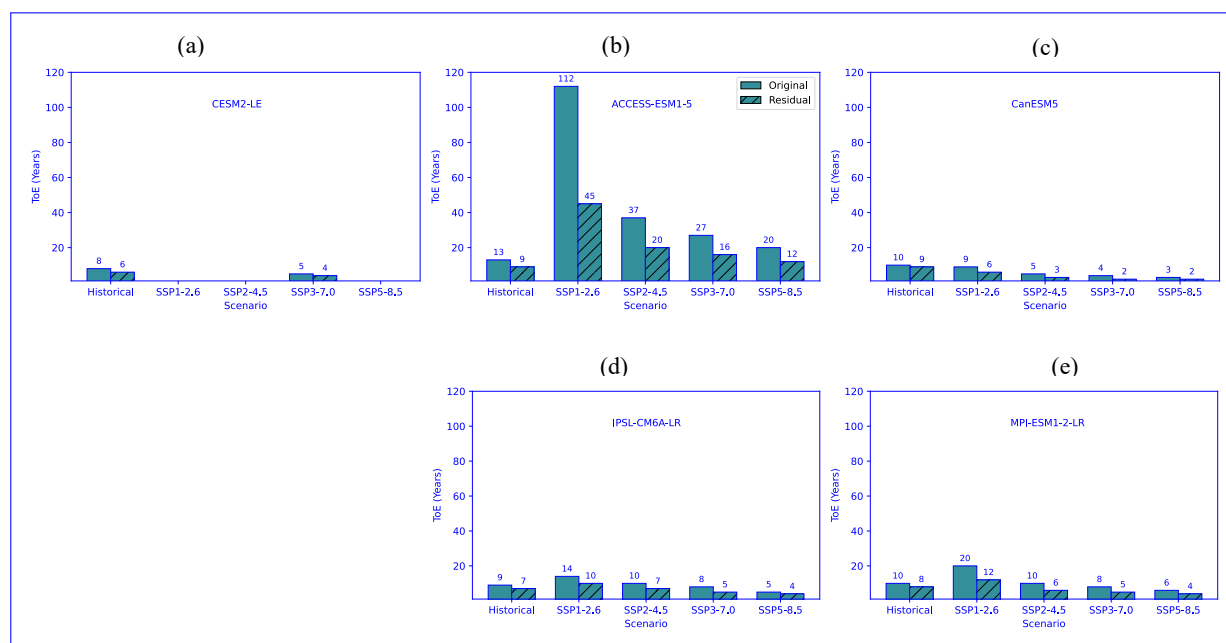 (a)
120
100
80
60
40
20
ToE (Years)
CESM2-LE
8
6
5
4
Historical SSP1-2.6 SSP2-4.5 SSP3-7.0 SSP5-8.5
Scenario
(b)
120
100
80
60
40
20
ToE (Years)
ACCESS-ESM1-5
Original
Residual
13
9
112
45
37
20
27
16
20
12
Historical SSP1-2.6 SSP2-4.5 SSP3-7.0 SSP5-8.5
Scenario
(c)
120
100
80
60
40
20
ToE (Years)
CanESM5
10
9
9
6
5
3
4
2
3
2
Historical SSP1-2.6 SSP2-4.5 SSP3-7.0 SSP5-8.5
Scenario
(d)
120
100
80
60
40
20
ToE (Years)
IPSL-CM6A-LR
9
7
14
10
10
7
8
5
5
4
Historical SSP1-2.6 SSP2-4.5 SSP3-7.0 SSP5-8.5
Scenario
(e)
120
100
80
60
40
20
ToE (Years)
MPI-ESM1-2-LR
10
8
20
12
10
6
8
5
6
4
Historical SSP1-2.6 SSP2-4.5 SSP3-7.0 SSP5-8.5
Scenario